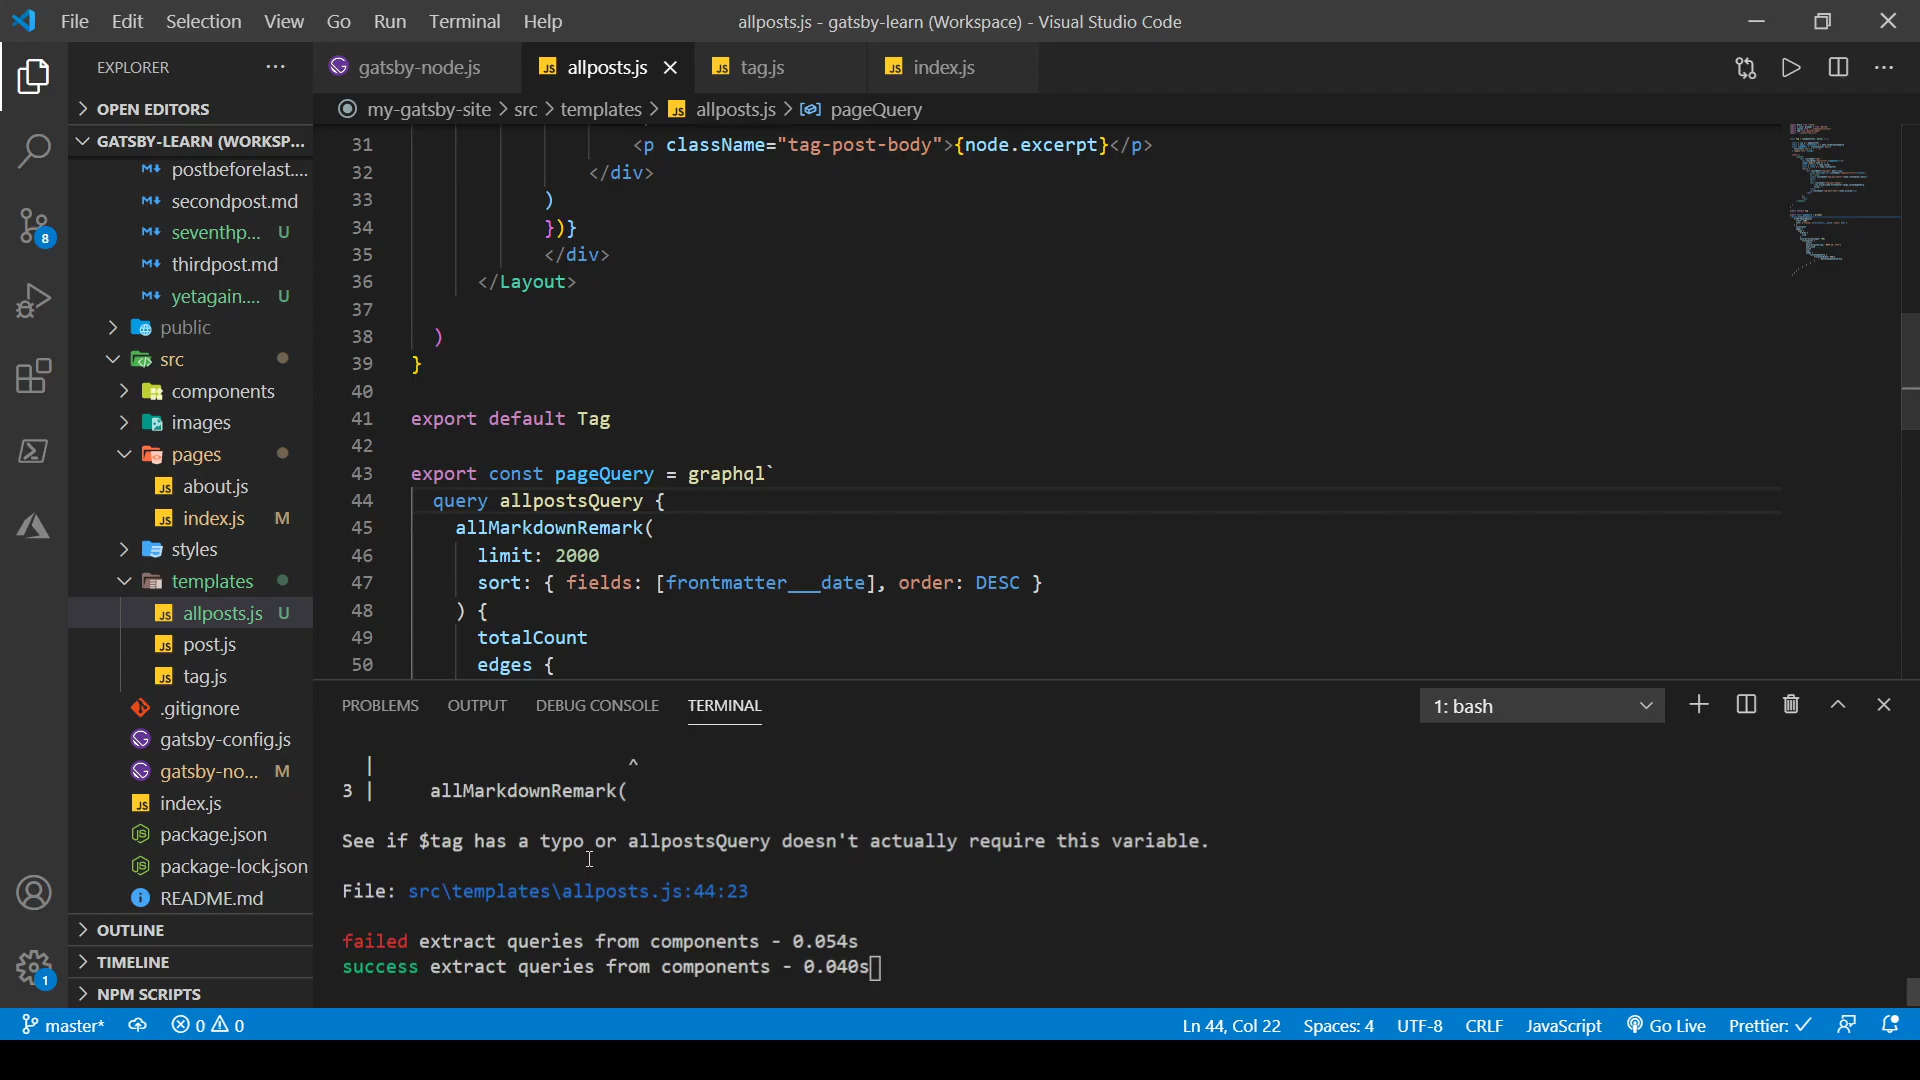 File Edit Selection View Go Run Terminal Help
allposts.js - gatsby-learn (Workspace) - Visual Studio Code
EXPLORER
gatsby-node.js
allposts.js
tag.js
index.js
OPEN EDITORS
my-gatsby-site > src > templates > allposts.js > pageQuery
GATSBY-LEARN (WORKSP...
postbeforelast....
secondpost.md
seventhp... U
thirdpost.md
yetagain.... U
public
src
components
images
pages
about.js
index.js M
styles
templates
allposts.js U
post.js
tag.js
.gitignore
gatsby-config.js
gatsby-no... M
index.js
package.json
package-lock.json
README.md
OUTLINE
TIMELINE
NPM SCRIPTS
8
1
31 <p className="tag-post-body">{node.excerpt}</p>
32 </div>
33 )
34 })}
35 </div>
36 </Layout>
37
38 )
39 }
40
41 export default Tag
42
43 export const pageQuery = graphql`
44 query allpostsQuery {
45 allMarkdownRemark(
46 limit: 2000
47 sort: { fields: [frontmatter___date], order: DESC }
48 ) {
49 totalCount
50 edges {
PROBLEMS OUTPUT DEBUG CONSOLE TERMINAL
1: bash
| ^
3 | allMarkdownRemark(
See if $tag has a typo or allpostsQuery doesn't actually require this variable.
File: src\templates\allposts.js:44:23
failed extract queries from components - 0.054s
success extract queries from components - 0.040s
master* 0 0
Ln 44, Col 22 Spaces: 4 UTF-8 CRLF JavaScript Go Live Prettier: ✓